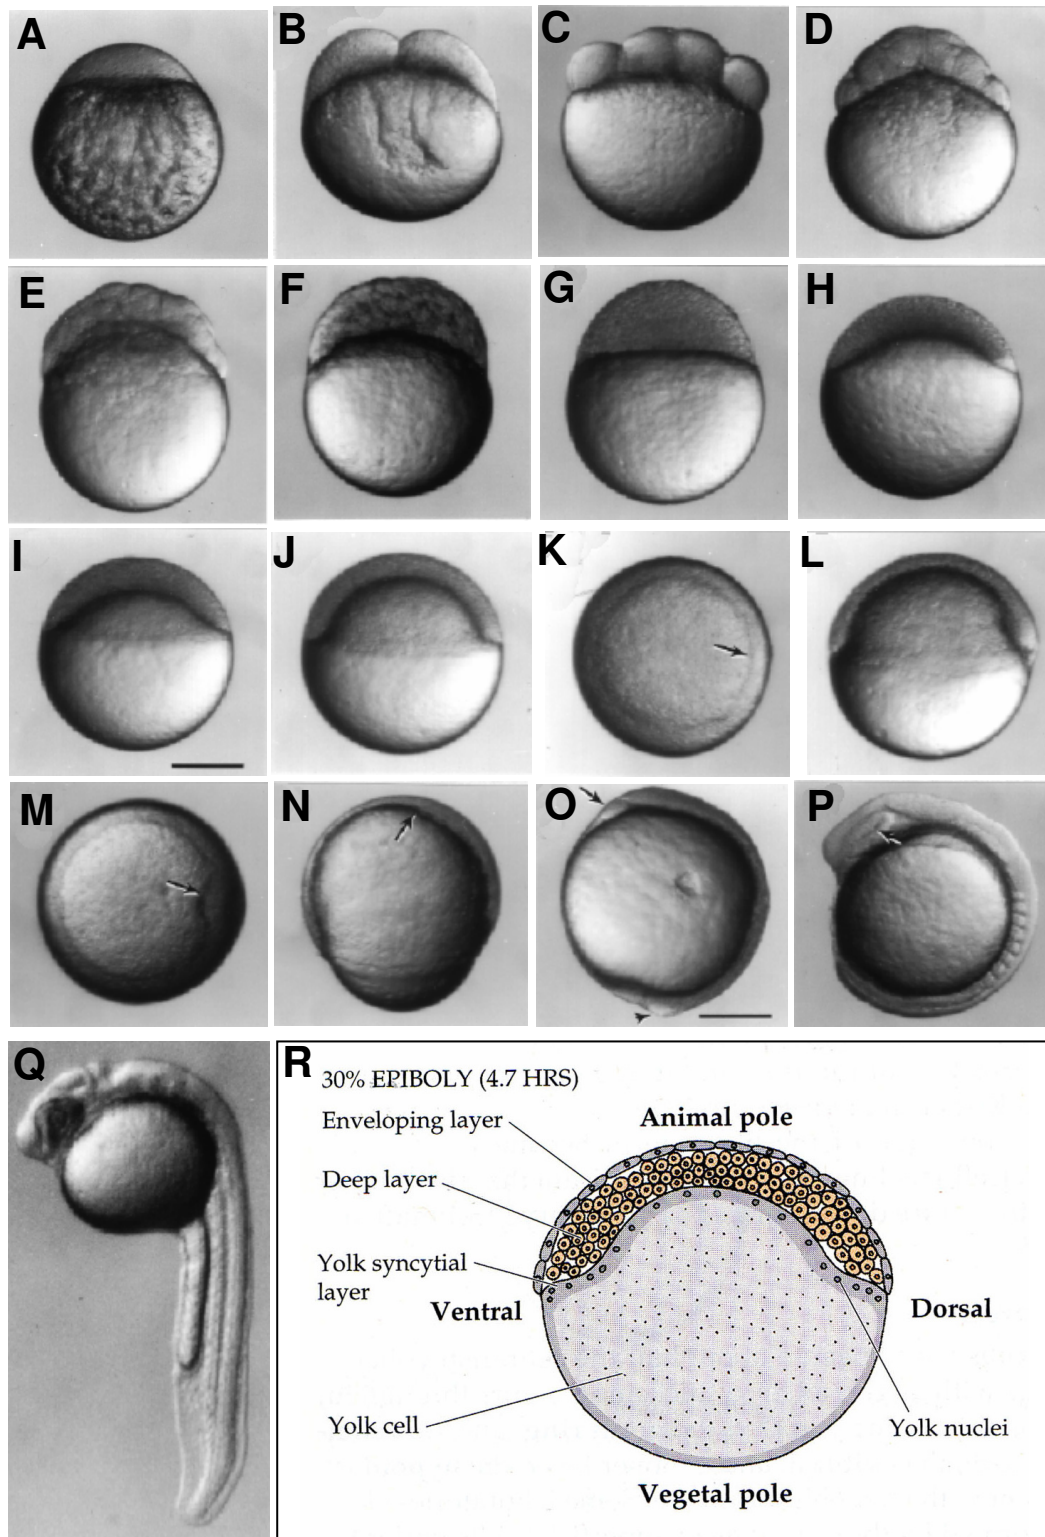 A
B
C
D
E
F
G
H
I
J
K
L
M
N
O
P
Q
R
30% EPIBOLY (4.7 HRS)
Enveloping layer
Animal pole
Deep layer
Yolk syncytial
layer
Ventral
Dorsal
Yolk cell
Yolk nuclei
Vegetal pole